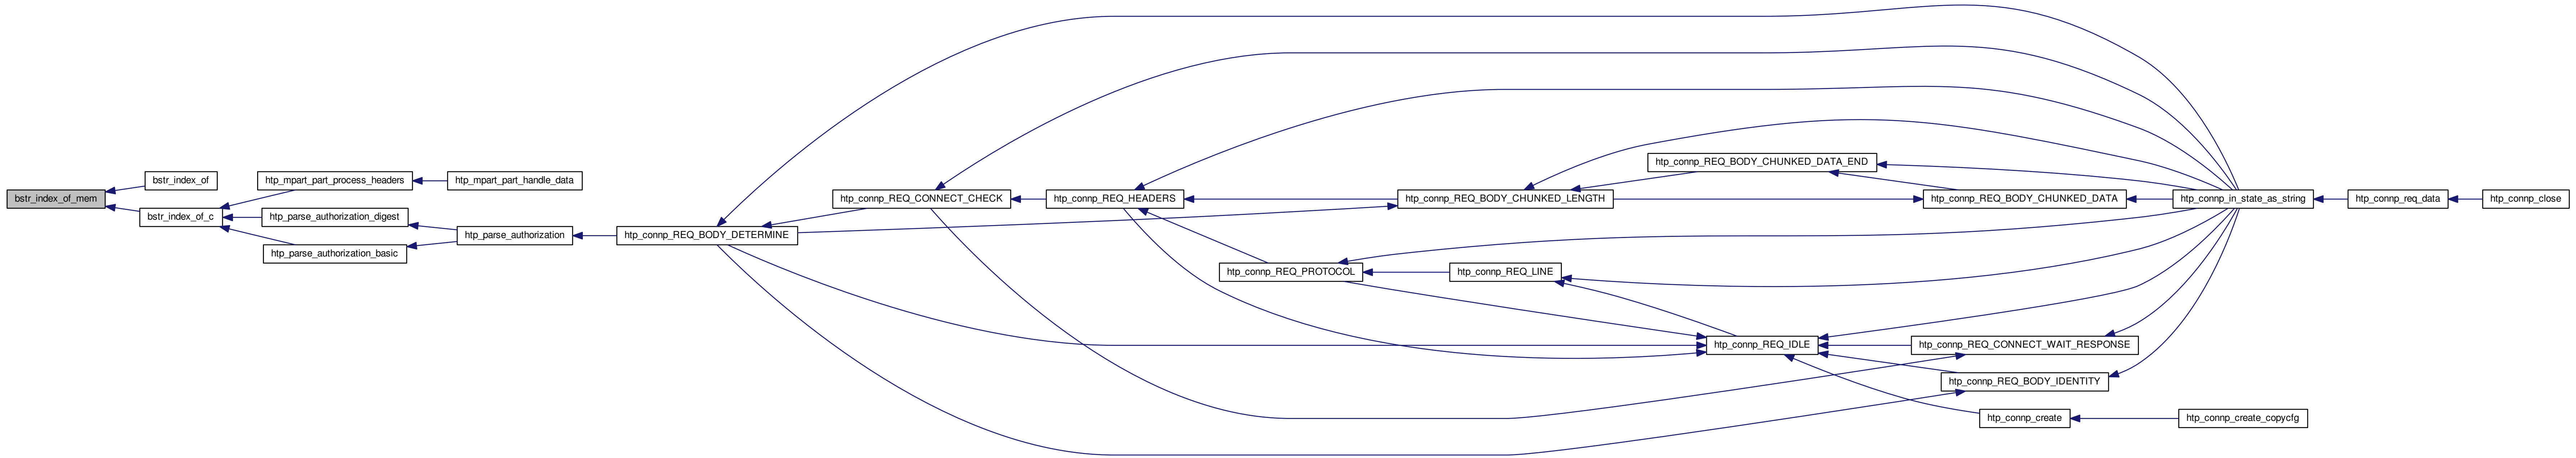 bstr_index_of_mem
bstr_index_of
bstr_index_of_c
htp_mpart_part_process_headers
htp_parse_authorization_digest
htp_parse_authorization_basic
htp_mpart_part_handle_data
htp_parse_authorization
htp_connp_REQ_BODY_DETERMINE
htp_connp_REQ_CONNECT_CHECK
htp_connp_REQ_HEADERS
htp_connp_REQ_PROTOCOL
htp_connp_REQ_BODY_CHUNKED_LENGTH
htp_connp_REQ_LINE
htp_connp_REQ_BODY_CHUNKED_DATA_END
htp_connp_REQ_IDLE
htp_connp_REQ_BODY_CHUNKED_DATA
htp_connp_REQ_CONNECT_WAIT_RESPONSE
htp_connp_REQ_BODY_IDENTITY
htp_connp_create
htp_connp_in_state_as_string
htp_connp_create_copycfg
htp_connp_req_data
htp_connp_close